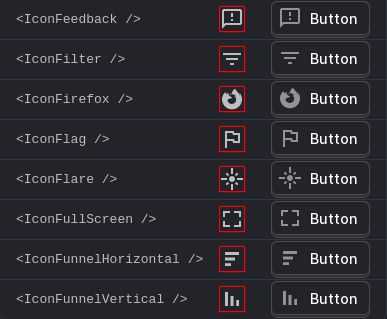 <IconFeedback /> Button
<IconFilter /> Button
<IconFirefox /> Button
<IconFlag /> Button
<IconFlare /> Button
<IconFullScreen /> Button
<IconFunnelHorizontal /> Button
<IconFunnelVertical /> Button